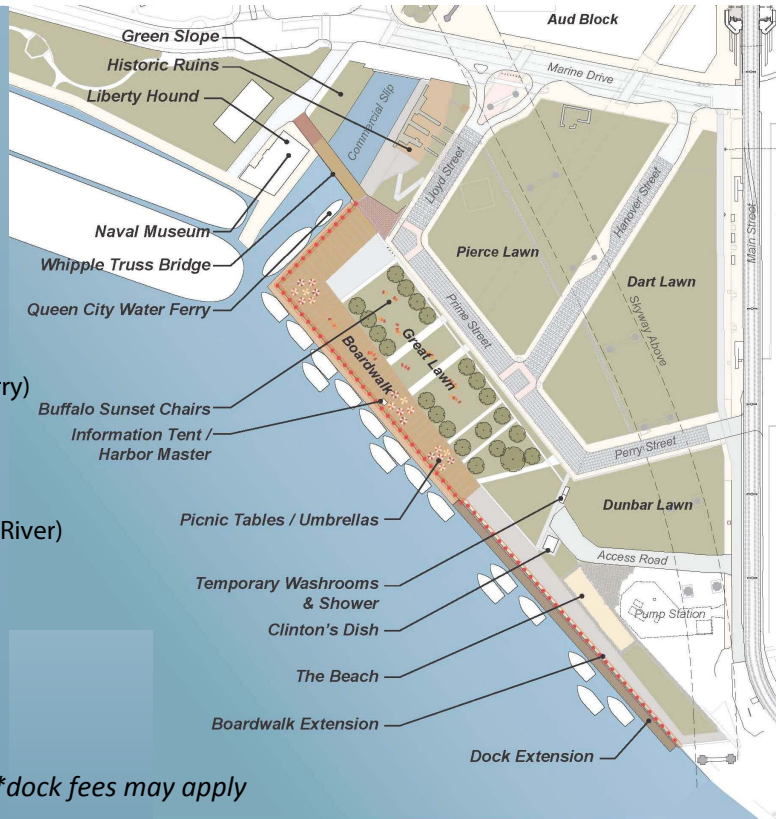 Green Slope
Historic Ruins
Liberty Hound
Naval Museum
Whipple Truss Bridge
Queen City Water Ferry
rry)
Buffalo Sunset Chairs
Information Tent /
Harbor Master
Picnic Tables / Umbrellas
River)
Temporary Washrooms
& Shower
Clinton's Dish
The Beach
Boardwalk Extension
Dock Extension
*dock fees may apply
Aud Block
Marine Drive
Commercial Slip
Lloyd Street
Hanover Street
Main Street
Pierce Lawn
Dart Lawn
Prime Street
Skyway Above
Great Lawn
Boardwalk
Perry Street
Dunbar Lawn
Access Road
Pump Station